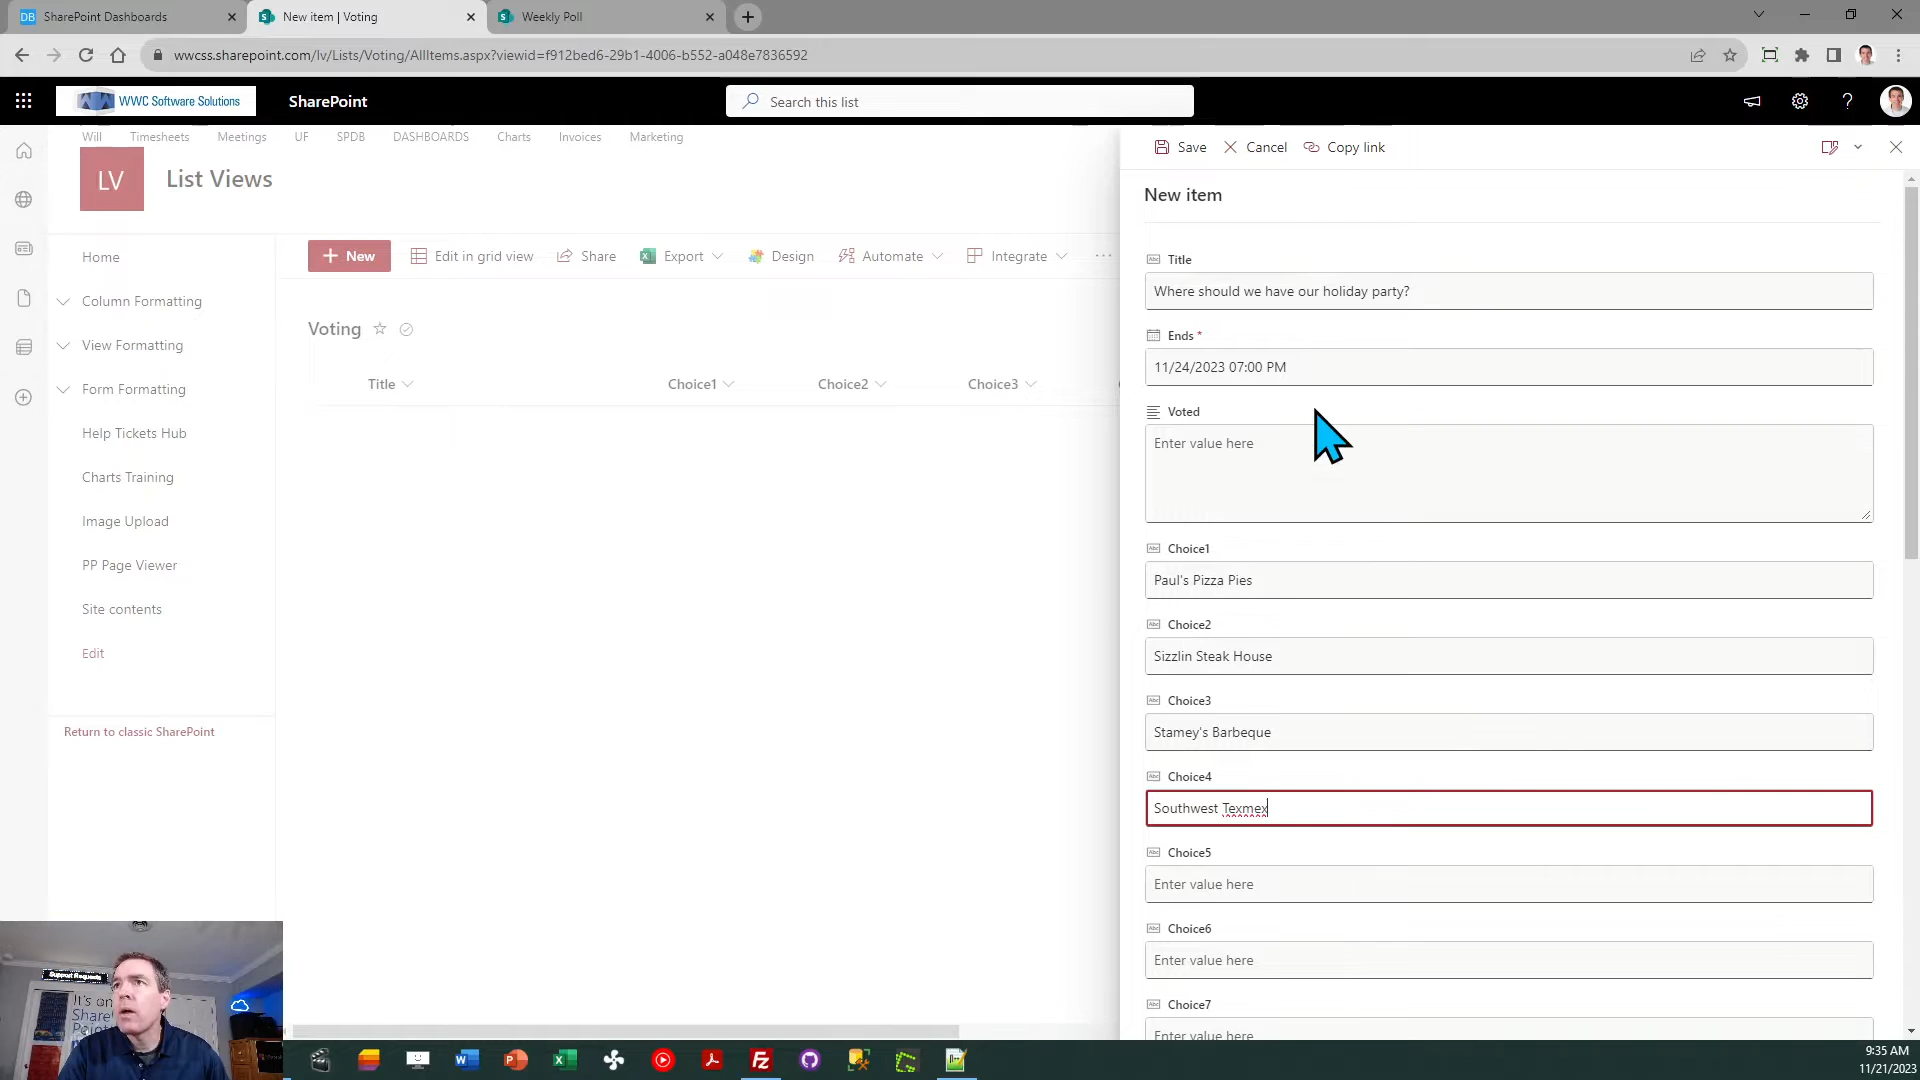 DB SharePoint Dashboards
New item | Voting
Weekly Poll
wwcss.sharepoint.com/lv/Lists/Voting/AllItems.aspx?viewid=f912bed6-29b1-4006-b552-a048e7836592
WWC Software Solutions
SharePoint
Search this list
Will Timesheets Meetings UF SPDB DASHBOARDS Charts Invoices Marketing
LV
List Views
Home
Column Formatting
View Formatting
Form Formatting
Help Tickets Hub
Charts Training
Image Upload
PP Page Viewer
Site contents
Edit
Return to classic SharePoint
New
Edit in grid view
Share
Export
Design
Automate
Integrate
Voting
Title Choice1 Choice2 Choice3
Save
Cancel
Copy link
New item
Title
Where should we have our holiday party?
Ends *
11/24/2023 07:00 PM
Voted
Enter value here
Choice1
Paul's Pizza Pies
Choice2
Sizzlin Steak House
Choice3
Stamey's Barbeque
Choice4
Southwest Texmex
Choice5
Enter value here
Choice6
Enter value here
Choice7
Enter value here
Support Requests
It's on
Share
Point
9:35 AM
11/21/2023